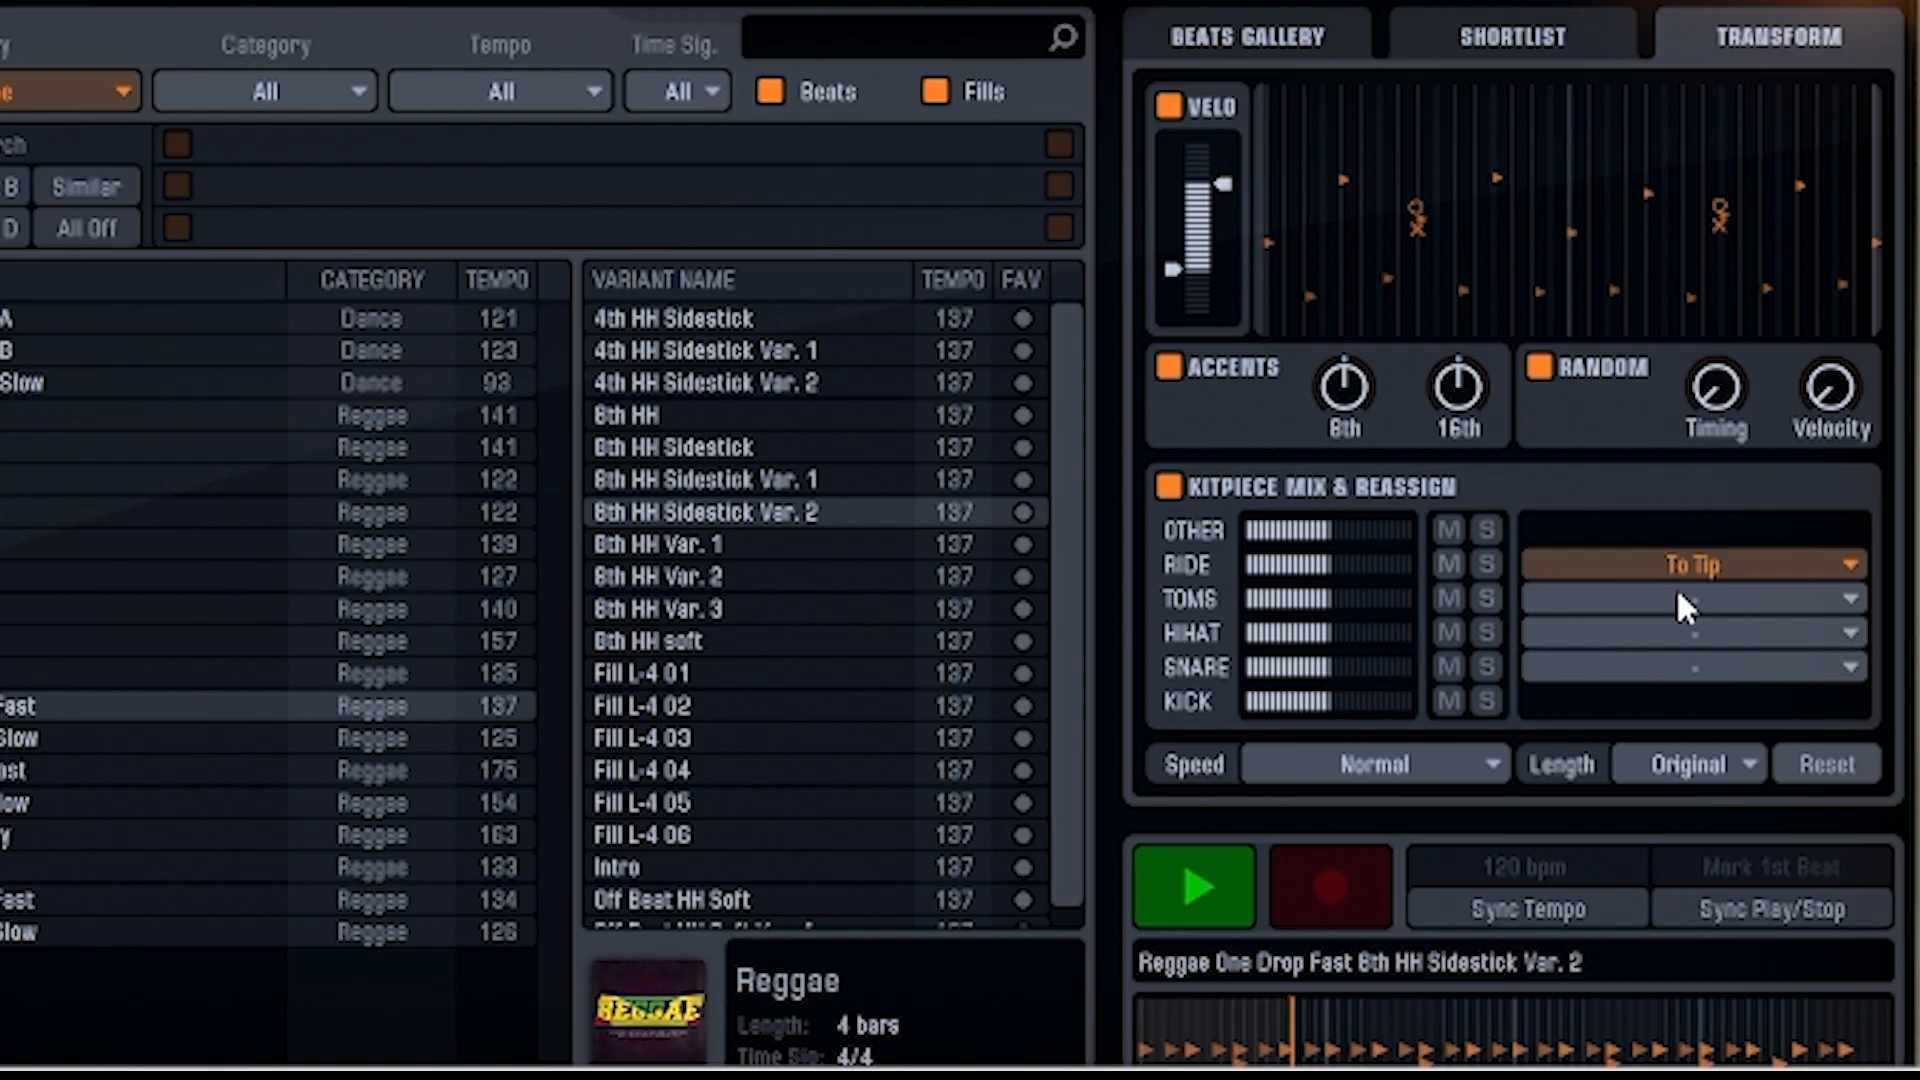 Category Tempo Time Sig.
All All All Beats Fills
B Similar
D All Off
CATEGORY TEMPO
A Dance 121
B Dance 123
Slow Dance 93
Reggae 141
Reggae 141
Reggae 122
Reggae 122
Reggae 139
Reggae 127
Reggae 140
Reggae 157
Reggae 135
Fast Reggae 137
Slow Reggae 125
Reggae 175
Reggae 154
Reggae 163
Reggae 133
Fast Reggae 134
Slow Reggae 126
VARIANT NAME TEMPO FAV
4th HH Sidestick 137
4th HH Sidestick Var. 1 137
4th HH Sidestick Var. 2 137
8th HH 137
8th HH Sidestick 137
8th HH Sidestick Var. 1 137
8th HH Sidestick Var. 2 137
8th HH Var. 1 137
8th HH Var. 2 137
8th HH Var. 3 137
8th HH soft 137
Fill L-4 01 137
Fill L-4 02 137
Fill L-4 03 137
Fill L-4 04 137
Fill L-4 05 137
Fill L-4 06 137
Intro 137
Off Beat HH Soft 137
REGGAE
Reggae
Length: 4 bars
Time Sig: 4/4
BEATS GALLERY SHORTLIST TRANSFORM
VELO
ACCENTS 8th 16th RANDOM Timing Velocity
KITPIECE MIX & REASSIGN
OTHER M S
RIDE M S To Tip
TOMS M S
HIHAT M S -
SNARE M S -
KICK M S
Speed Normal Length Original Reset
120 bpm Mark 1st Beat
Sync Tempo Sync Play/Stop
Reggae One Drop Fast 8th HH Sidestick Var. 2